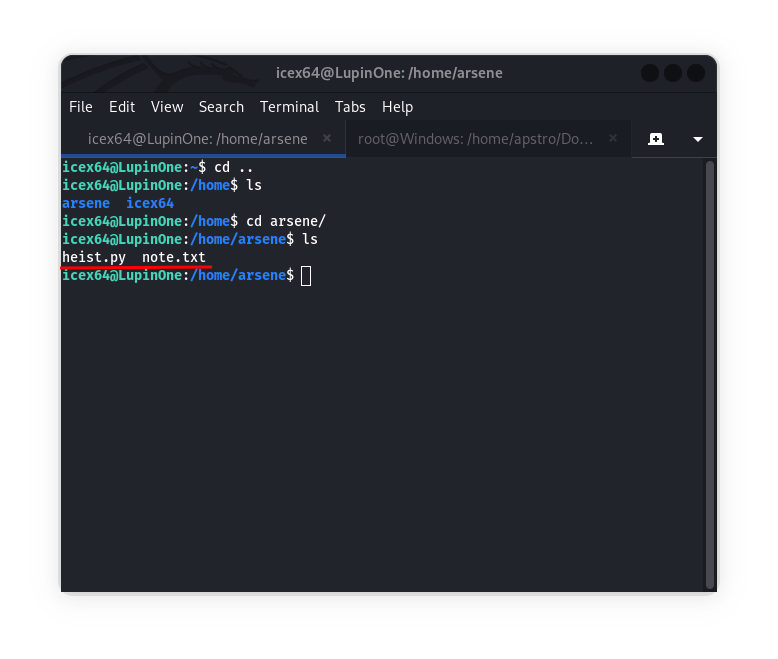 icex64@LupinOne: /home/arsene
File Edit View Search Terminal Tabs Help
icex64@LupinOne: /home/arsene × root@Windows: /home/apstro/Do... ×
icex64@LupinOne:~$ cd ..
icex64@LupinOne:/home$ ls
arsene  icex64
icex64@LupinOne:/home$ cd arsene/
icex64@LupinOne:/home/arsene$ ls
heist.py  note.txt
icex64@LupinOne:/home/arsene$